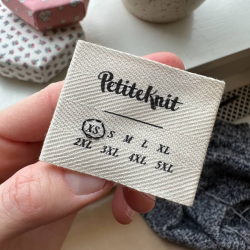 PetiteKnit
XS S M L XL
2XL 3XL 4XL 5XL